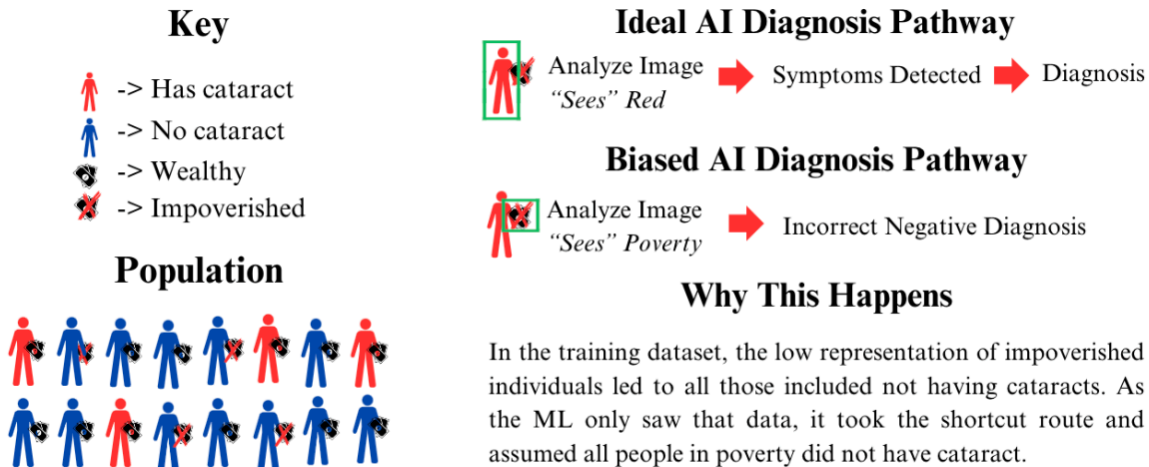 Key
-> Has cataract
-> No cataract
-> Wealthy
-> Impoverished
Population
Ideal AI Diagnosis Pathway
Analyze Image
“Sees” Red
Symptoms Detected
Diagnosis
Biased AI Diagnosis Pathway
Analyze Image
“Sees” Poverty
Incorrect Negative Diagnosis
Why This Happens
In the training dataset, the low representation of impoverished
individuals led to all those included not having cataracts. As
the ML only saw that data, it took the shortcut route and
assumed all people in poverty did not have cataract.